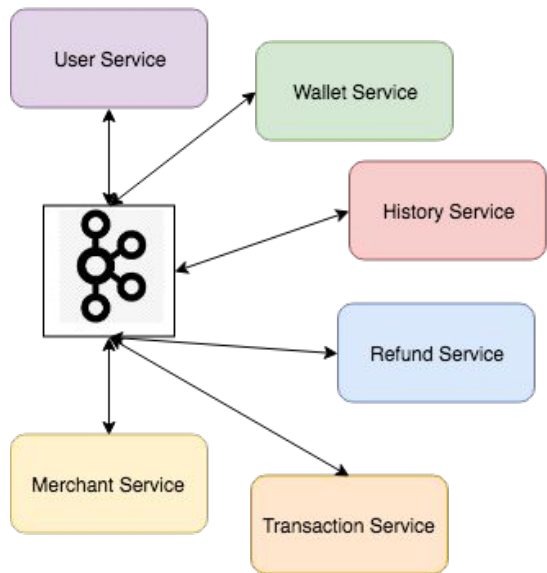 User Service
Wallet Service
History Service
Refund Service
Merchant Service
Transaction Service